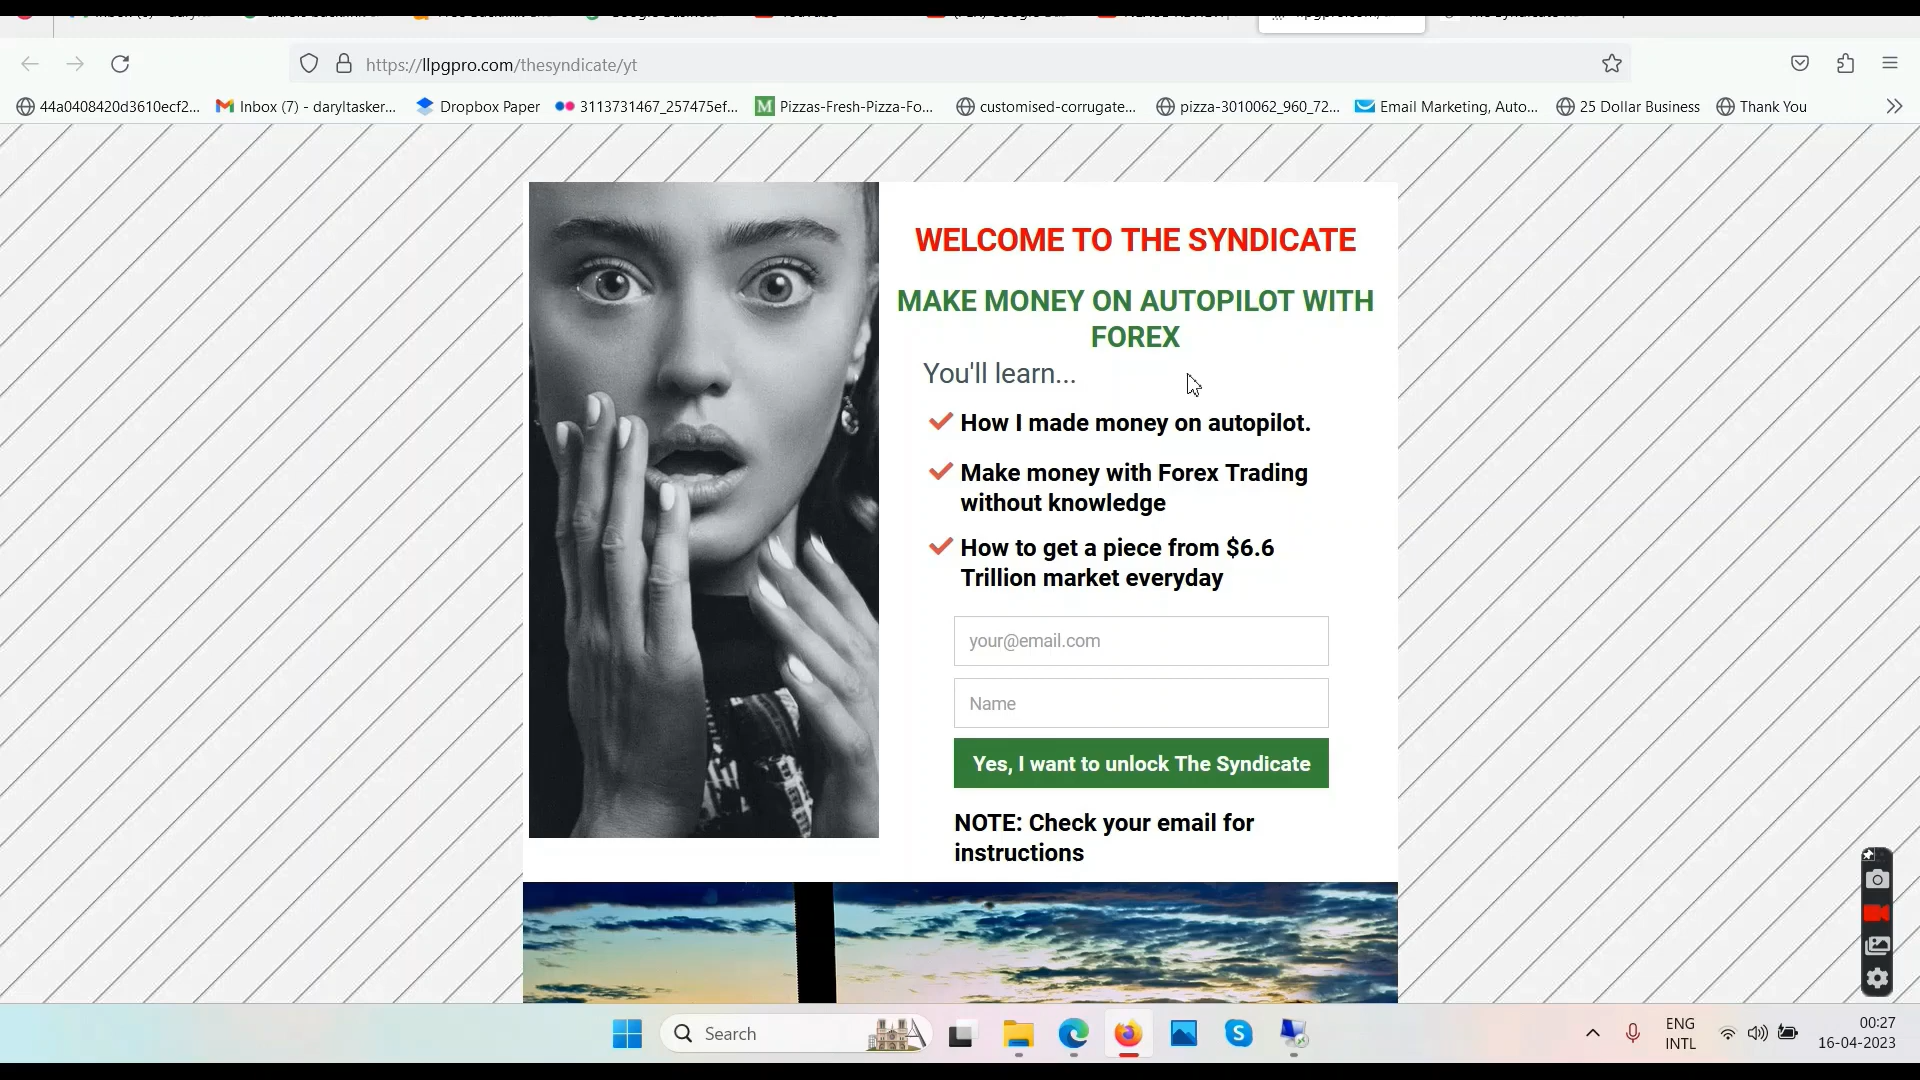 https://llpgpro.com/thesyndicate/yt
44a0408420d3610ecf2...
Inbox (7) - daryltasker...
Dropbox Paper
3113731467_257475ef...
Pizzas-Fresh-Pizza-Fo...
customised-corrugate...
pizza-3010062_960_72...
Email Marketing, Auto...
25 Dollar Business
Thank You
WELCOME TO THE SYNDICATE
MAKE MONEY ON AUTOPILOT WITH
FOREX
You'll learn...
How I made money on autopilot.
Make money with Forex Trading
without knowledge
How to get a piece from $6.6
Trillion market everyday
your@email.com
Name
Yes, I want to unlock The Syndicate
NOTE: Check your email for
instructions
Search
ENG
INTL
00:27
16-04-2023